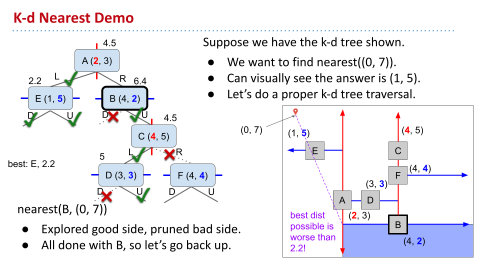 K-d Nearest Demo
Suppose we have the k-d tree shown.
● We want to find nearest((0, 7)).
● Can visually see the answer is (1, 5).
● Let's do a proper k-d tree traversal.
4.5
A (2, 3)
L
R
2.2
6.4
E (1, 5)
B (4, 2)
D
U
D
U
4.5
C (4, 5)
L
R
best: E, 2.2
5
D (3, 3)
F (4, 4)
D
U
D
U
nearest(B, (0, 7))
● Explored good side, pruned bad side.
● All done with B, so let's go back up.
(0, 7)
(1, 5)
E
(4, 5)
C
(4, 4)
F
(3, 3)
A
D
(2, 3)
B
(4, 2)
best dist
possible is
worse than
2.2!